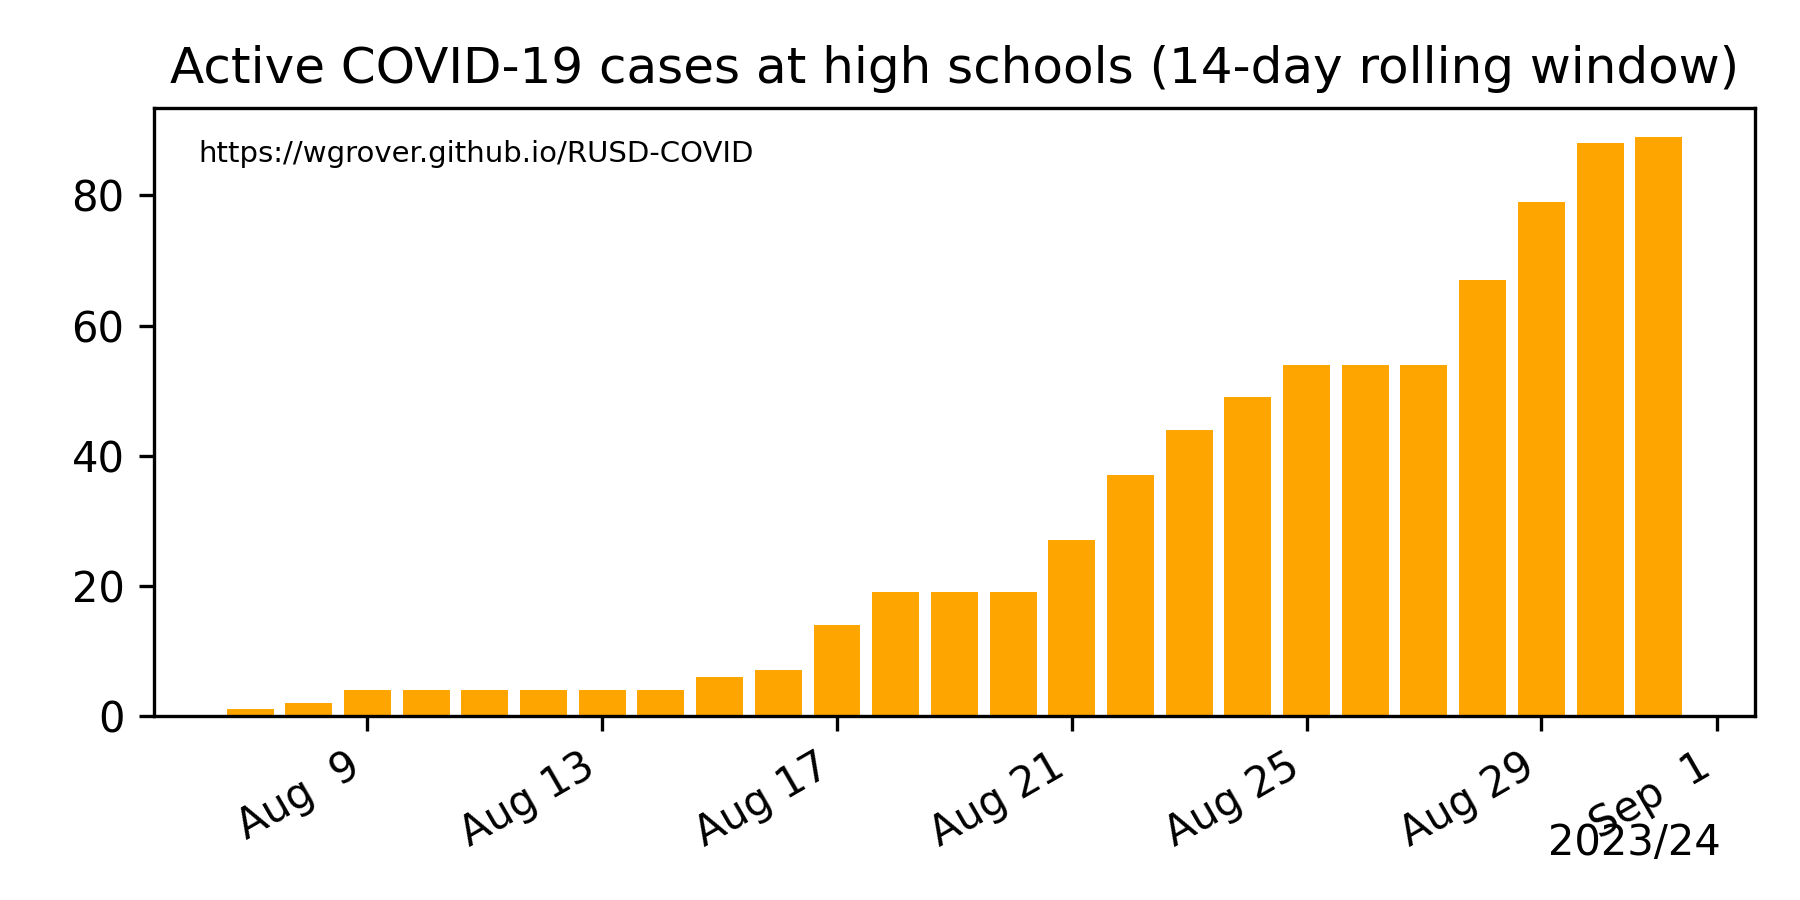 Active COVID-19 cases at high schools (14-day rolling window)
https://wgrover.github.io/RUSD-COVID
80
60
40
20
0
Aug 9
Aug 13
Aug 17
Aug 21
Aug 25
Aug 29
Sep 1
2023/24